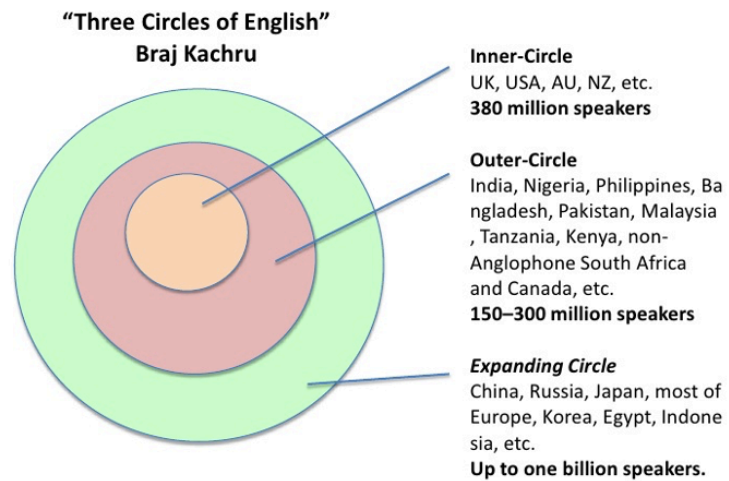 “Three Circles of English”
Braj Kachru
Inner-Circle
UK, USA, AU, NZ, etc.
380 million speakers
Outer-Circle
India, Nigeria, Philippines, Ba
ngladesh, Pakistan, Malaysia
, Tanzania, Kenya, non-
Anglophone South Africa
and Canada, etc.
150–300 million speakers
Expanding Circle
China, Russia, Japan, most of
Europe, Korea, Egypt, Indone
sia, etc.
Up to one billion speakers.